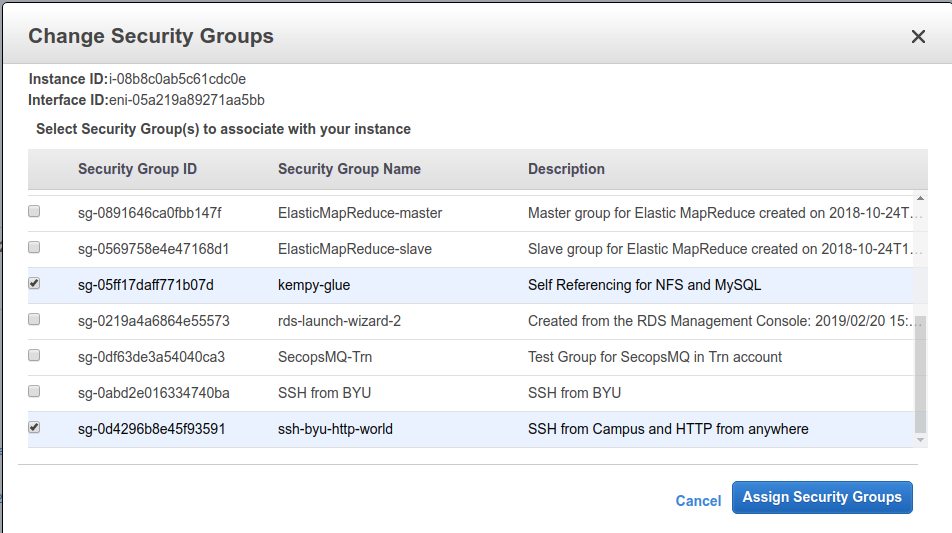 Change Security Groups
Instance ID:i-08b8c0ab5c61cdc0e
Interface ID:eni-05a219a89271aa5bb
Select Security Group(s) to associate with your instance
Security Group ID Security Group Name Description
sg-0891646ca0fbb147f ElasticMapReduce-master Master group for Elastic MapReduce created on 2018-10-24T...
sg-0569758e4e47168d1 ElasticMapReduce-slave Slave group for Elastic MapReduce created on 2018-10-24T1...
sg-05ff17daff771b07d kempy-glue Self Referencing for NFS and MySQL
sg-0219a4a6864e55573 rds-launch-wizard-2 Created from the RDS Management Console: 2019/02/20 15:...
sg-0df63de3a54040ca3 SecopsMQ-Trn Test Group for SecopsMQ in Trn account
sg-0abd2e016334740ba SSH from BYU SSH from BYU
sg-0d4296b8e45f93591 ssh-byu-http-world SSH from Campus and HTTP from anywhere
Cancel Assign Security Groups